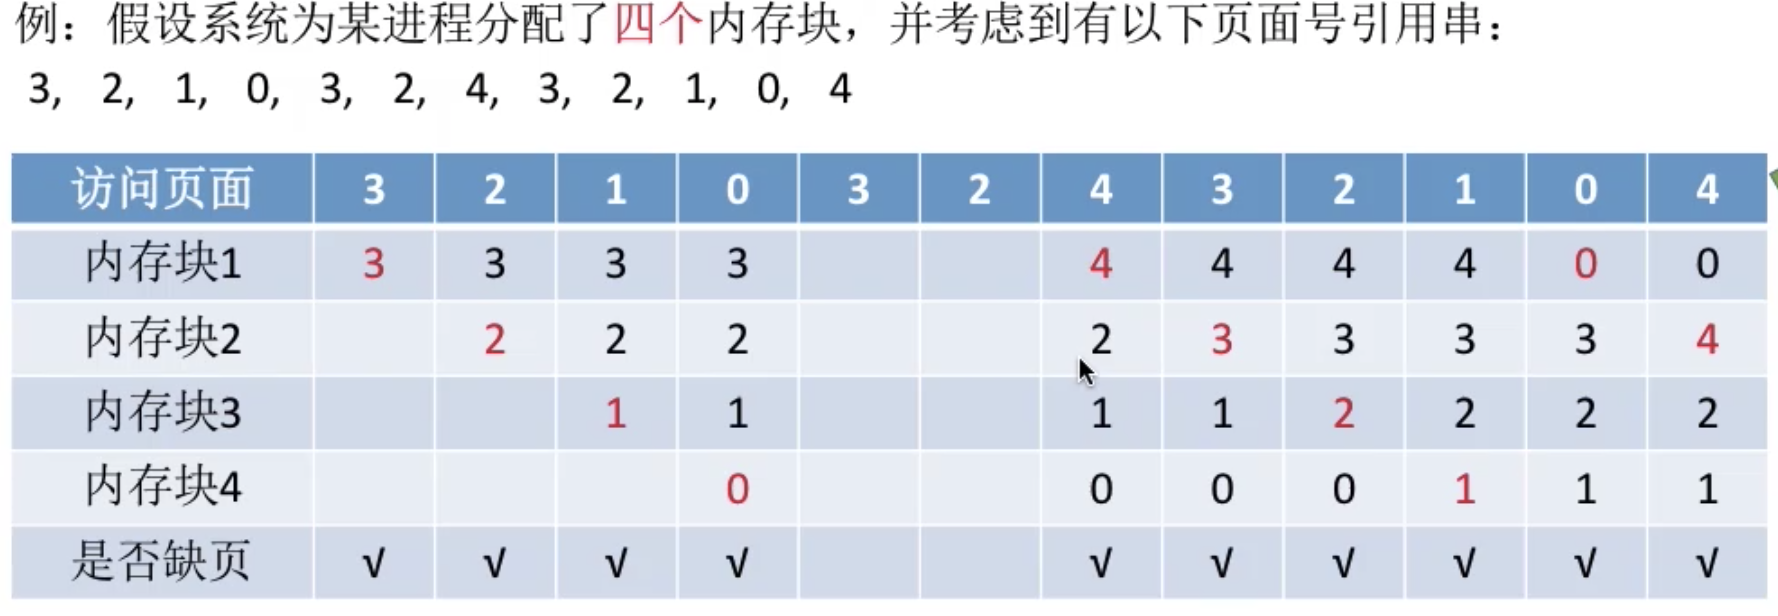 例：假设系统为某进程分配了四个内存块，并考虑到有以下页面号引用串：
3, 2, 1, 0, 3, 2, 4, 3, 2, 1, 0, 4
访问页面 3 2 1 0 3 2 4 3 2 1 0 4
内存块1 3 3 3 3 4 4 4 4 0 0
内存块2 2 2 2 2 3 3 3 3 4
内存块3 1 1 1 1 2 2 2 2
内存块4 0 0 0 0 1 1 1
是否缺页 √ √ √ √ √ √ √ √ √ √